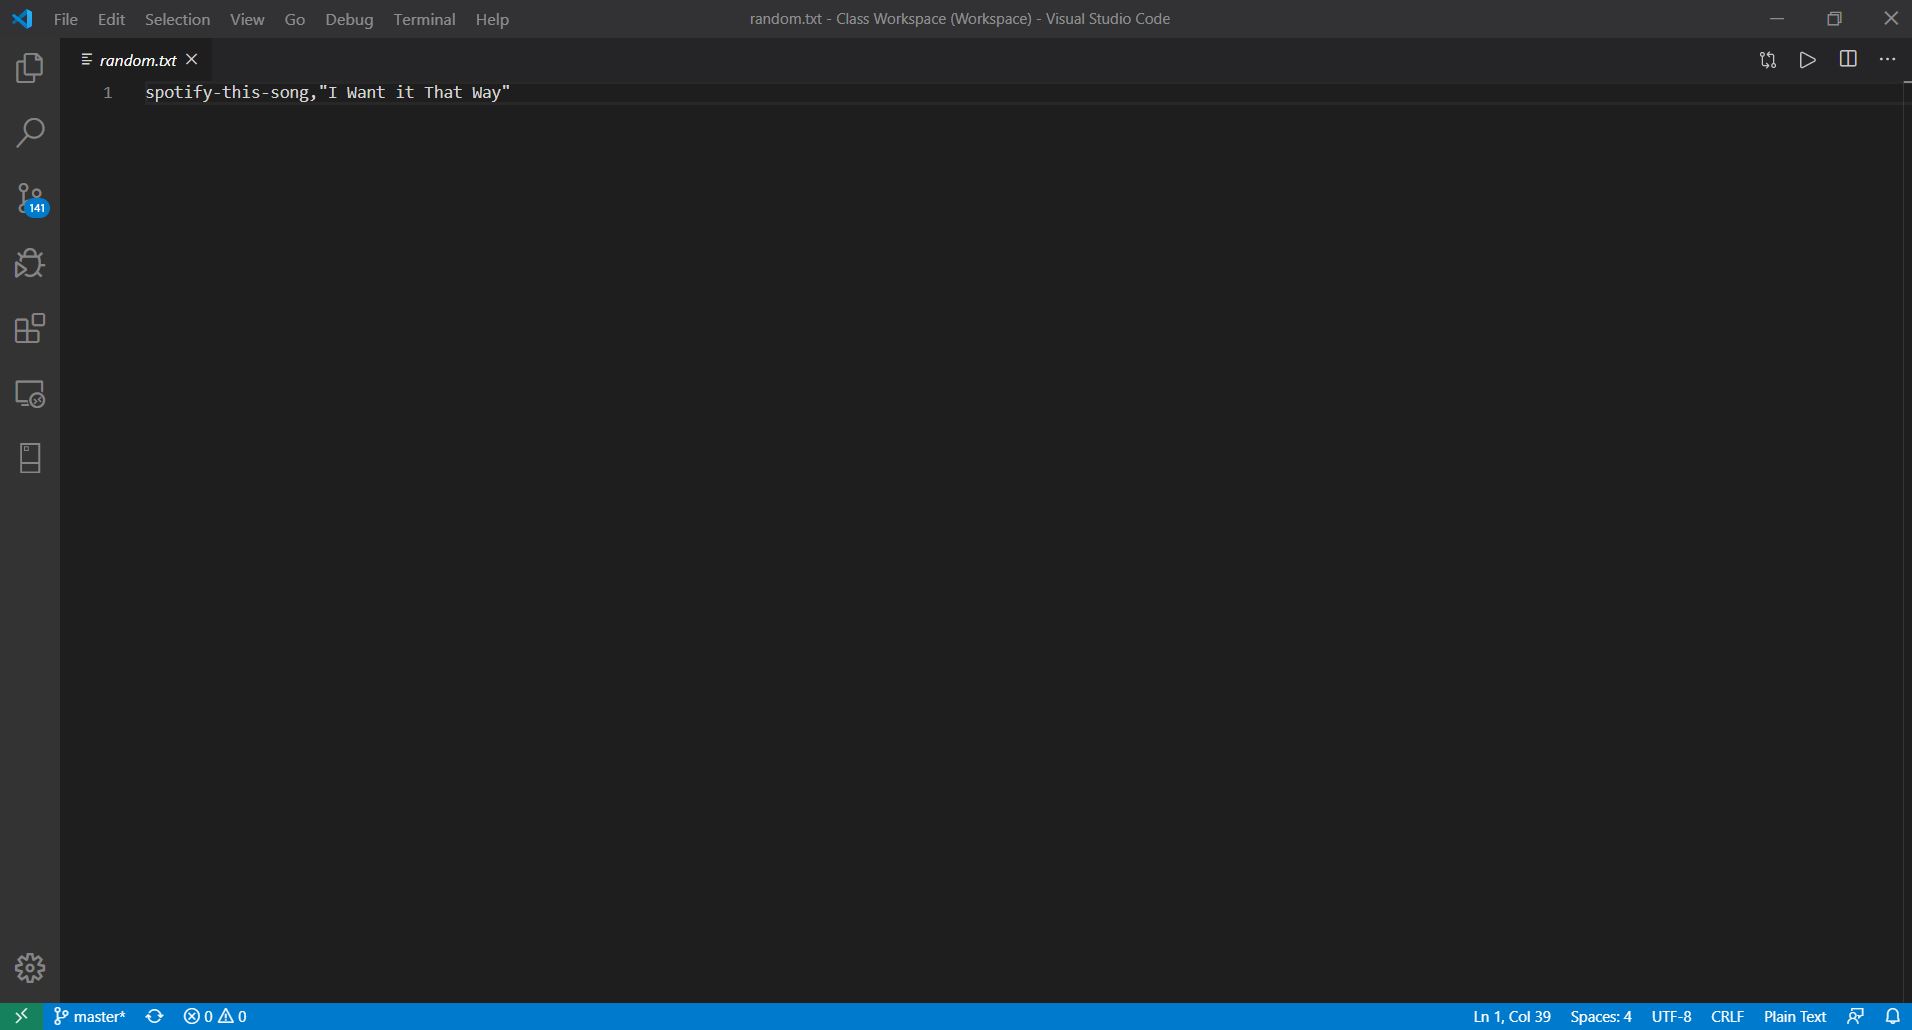 File Edit Selection View Go Debug Terminal Help
random.txt - Class Workspace (Workspace) - Visual Studio Code
random.txt
1 spotify-this-song,"I Want it That Way"
141
master* 0 0
Ln 1, Col 39 Spaces: 4 UTF-8 CRLF Plain Text